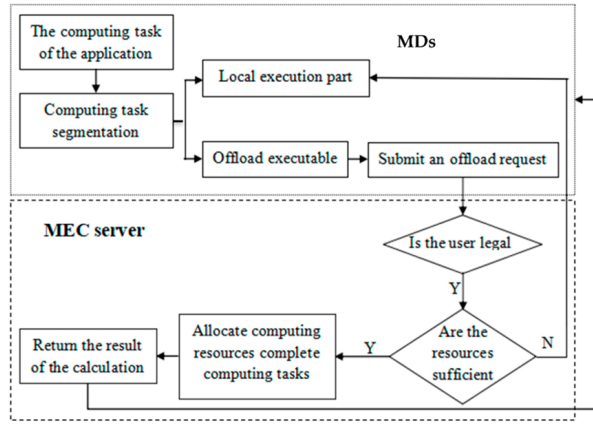 The computing task
of the application
MDs
Local execution part
Computing task
segmentation
Offload executable
Submit an offload request
MEC server
Is the user legal
Y
Are the
resources
sufficient
N
Y
Allocate computing
resources complete
computing tasks
Return the result
of the calculation